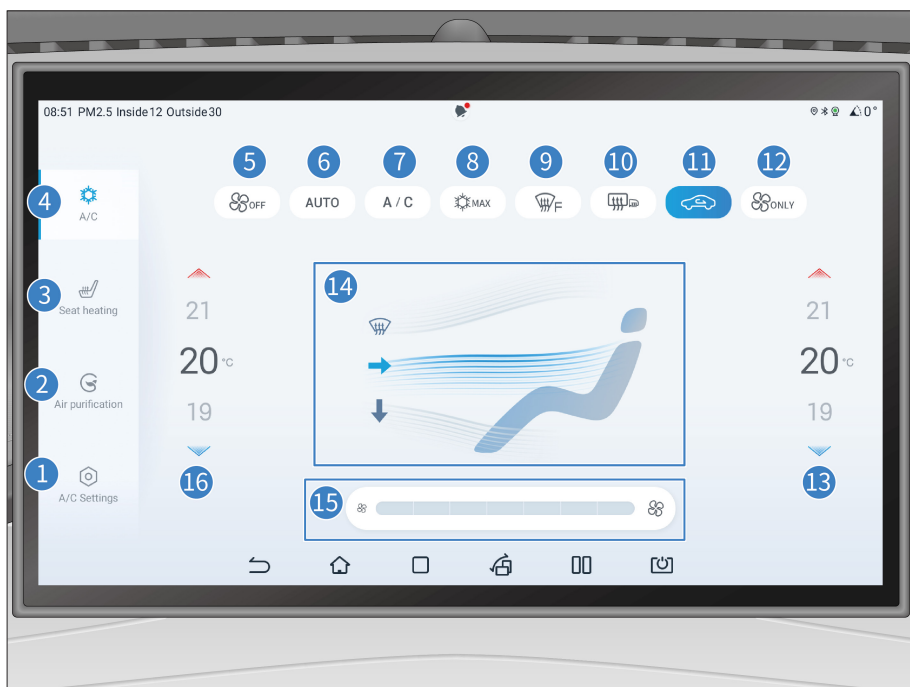 08:51 PM2.5 Inside12 Outside30
0°
5
6
7
8
9
10
11
12
OFF
AUTO
A / C
MAX
F
ONLY
4
A/C
3
Seat heating
2
Air purification
1
A/C Settings
21
20 °C
19
16
14
21
20 °C
19
13
15